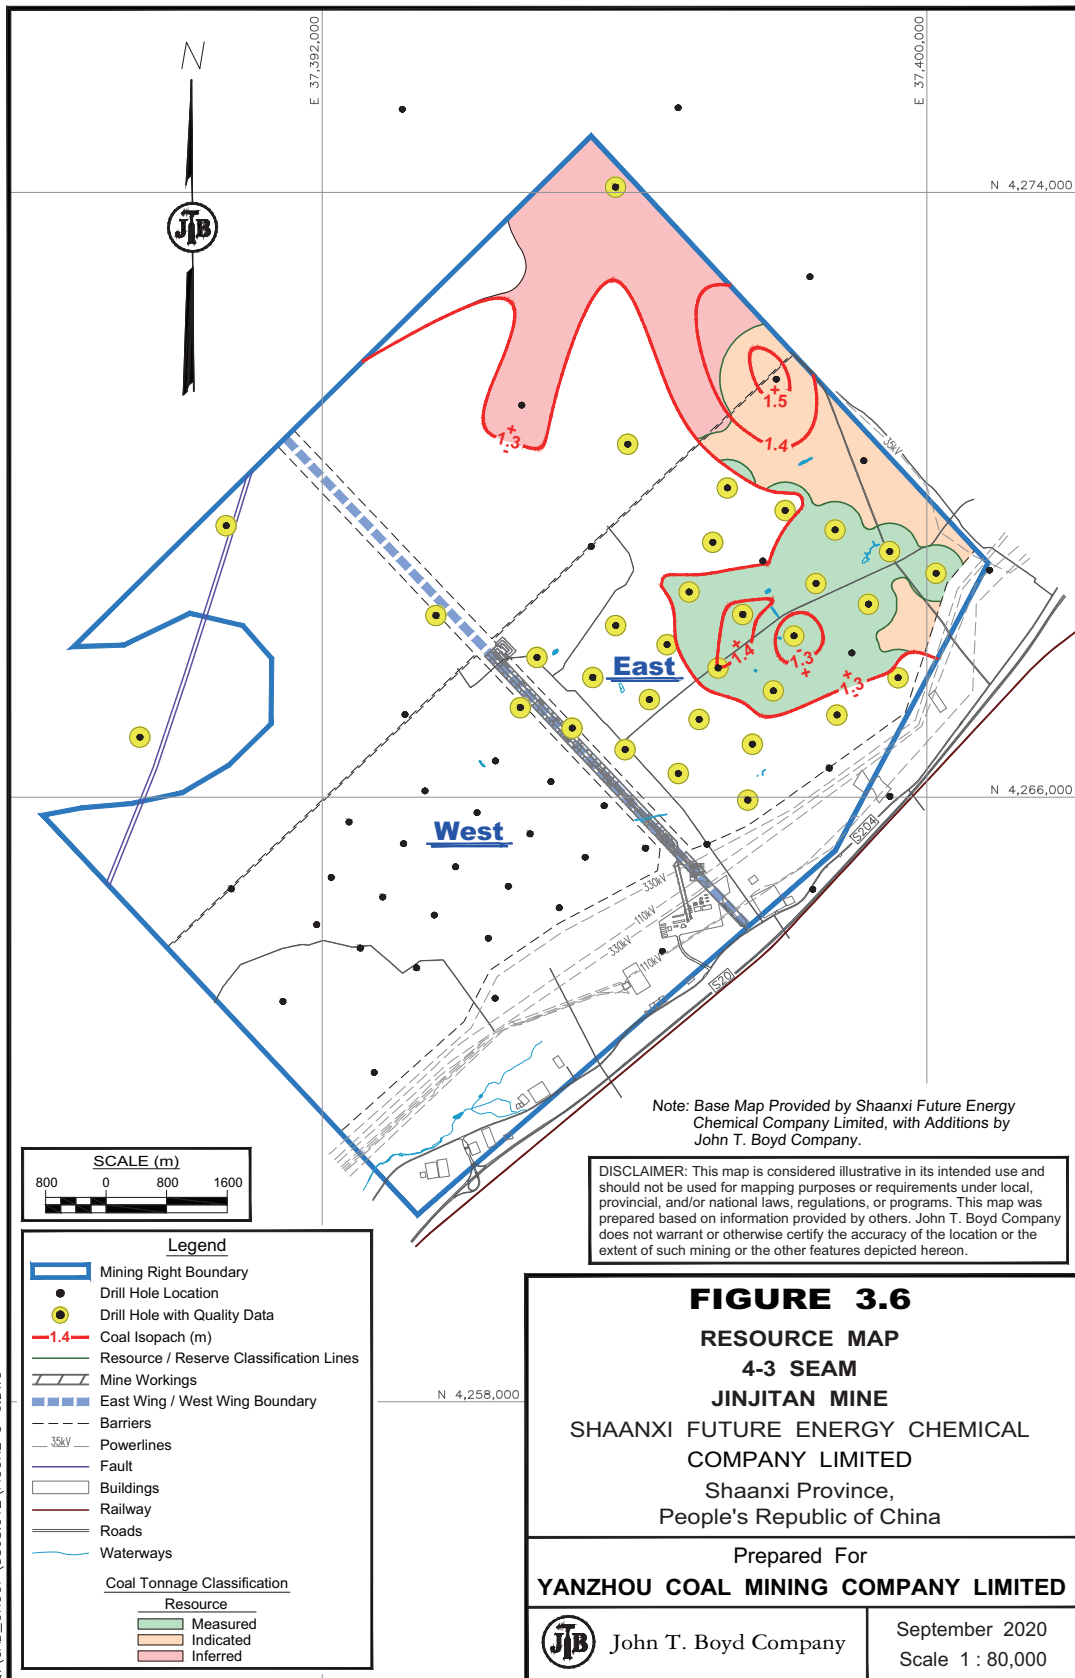 N
E 37,392,000
E 37,400,000
N 4,274,000
JTB
1.5
1.4
1.3
35kV
East
1.4
1.3
1.3
N 4,266,000
West
S204
330kV
110kV
330kV
110kV
S20
Note: Base Map Provided by Shaanxi Future Energy
Chemical Company Limited, with Additions by
John T. Boyd Company.
SCALE (m)
800 0 800 1600
DISCLAIMER: This map is considered illustrative in its intended use and
should not be used for mapping purposes or requirements under local,
provincial, and/or national laws, regulations, or programs. This map was
prepared based on information provided by others. John T. Boyd Company
does not warrant or otherwise certify the accuracy of the location or the
extent of such mining or the other features depicted hereon.
Legend
Mining Right Boundary
Drill Hole Location
Drill Hole with Quality Data
1.4 Coal Isopach (m)
Resource / Reserve Classification Lines
Mine Workings
East Wing / West Wing Boundary
Barriers
35kV Powerlines
Fault
Buildings
Railway
Roads
Waterways
Coal Tonnage Classification
Resource
Measured
Indicated
Inferred
N 4,258,000
FIGURE 3.6
RESOURCE MAP
4-3 SEAM
JINJITAN MINE
SHAANXI FUTURE ENERGY CHEMICAL
COMPANY LIMITED
Shaanxi Province,
People's Republic of China
Prepared For
YANZHOU COAL MINING COMPANY LIMITED
JTB John T. Boyd Company
September 2020
Scale 1 : 80,000